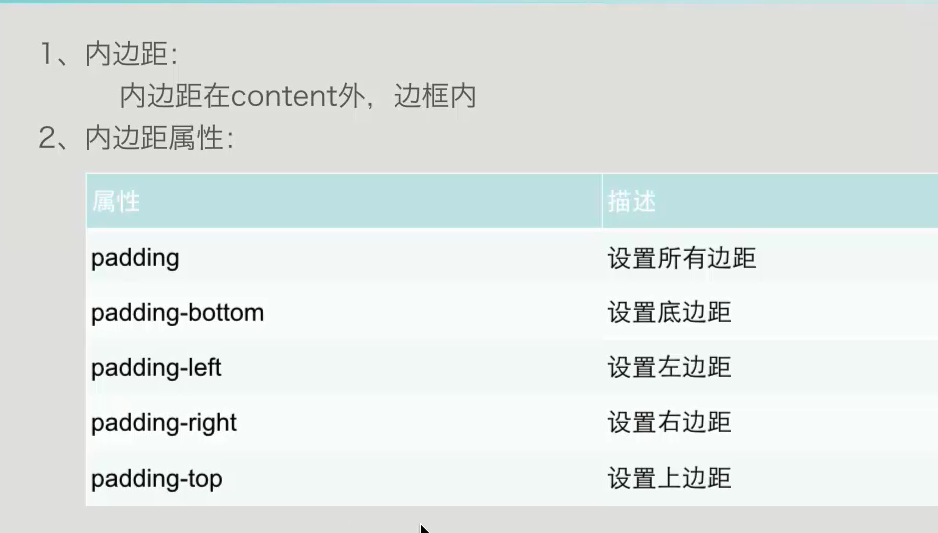 1、内边距：
内边距在content外，边框内
2、内边距属性：
属性 描述
padding 设置所有边距
padding-bottom 设置底边距
padding-left 设置左边距
padding-right 设置右边距
padding-top 设置上边距